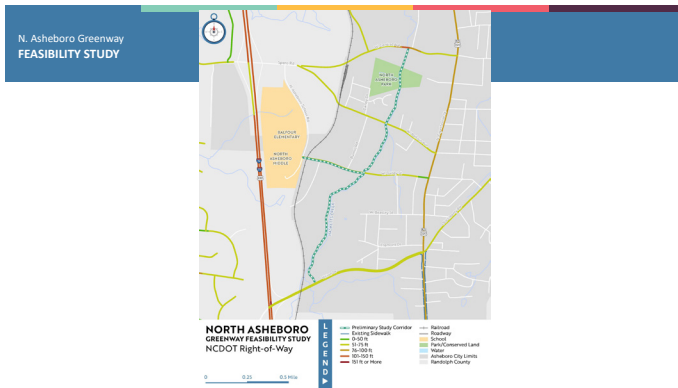 N. Asheboro Greenway
FEASIBILITY STUDY
NORTH
ASHEBORO
PARK
BALFOUR
ELEMENTARY
NORTH
ASHEBORO
MIDDLE
NORTH ASHEBORO
GREENWAY FEASIBILITY STUDY
NCDOT Right-of-Way
0 0.25 0.5 Mile
LEGEND
Preliminary Study Corridor
Existing Sidewalk
0-50 ft
51-75 ft
76-100 ft
101-150 ft
151 ft or More
Railroad
Roadway
School
Park/Conserved Land
Water
Asheboro City Limits
Randolph County